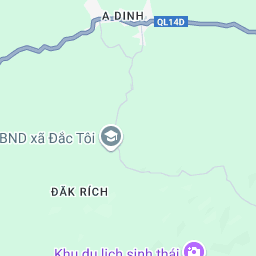 A DINH
QL14D
BND xã Đắc Tôi
ĐĂK RÍCH
Khu du lịch sinh thái